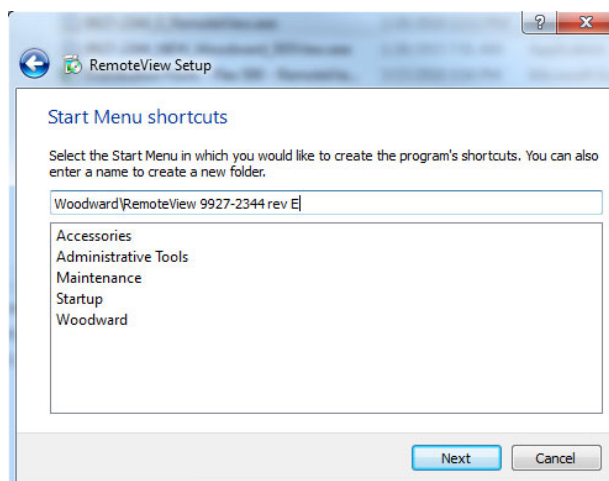 RemoteView Setup
Start Menu shortcuts
Select the Start Menu in which you would like to create the program's shortcuts. You can also
enter a name to create a new folder.
Woodward\RemoteView 9927-2344 rev E
Accessories
Administrative Tools
Maintenance
Startup
Woodward
Next
Cancel